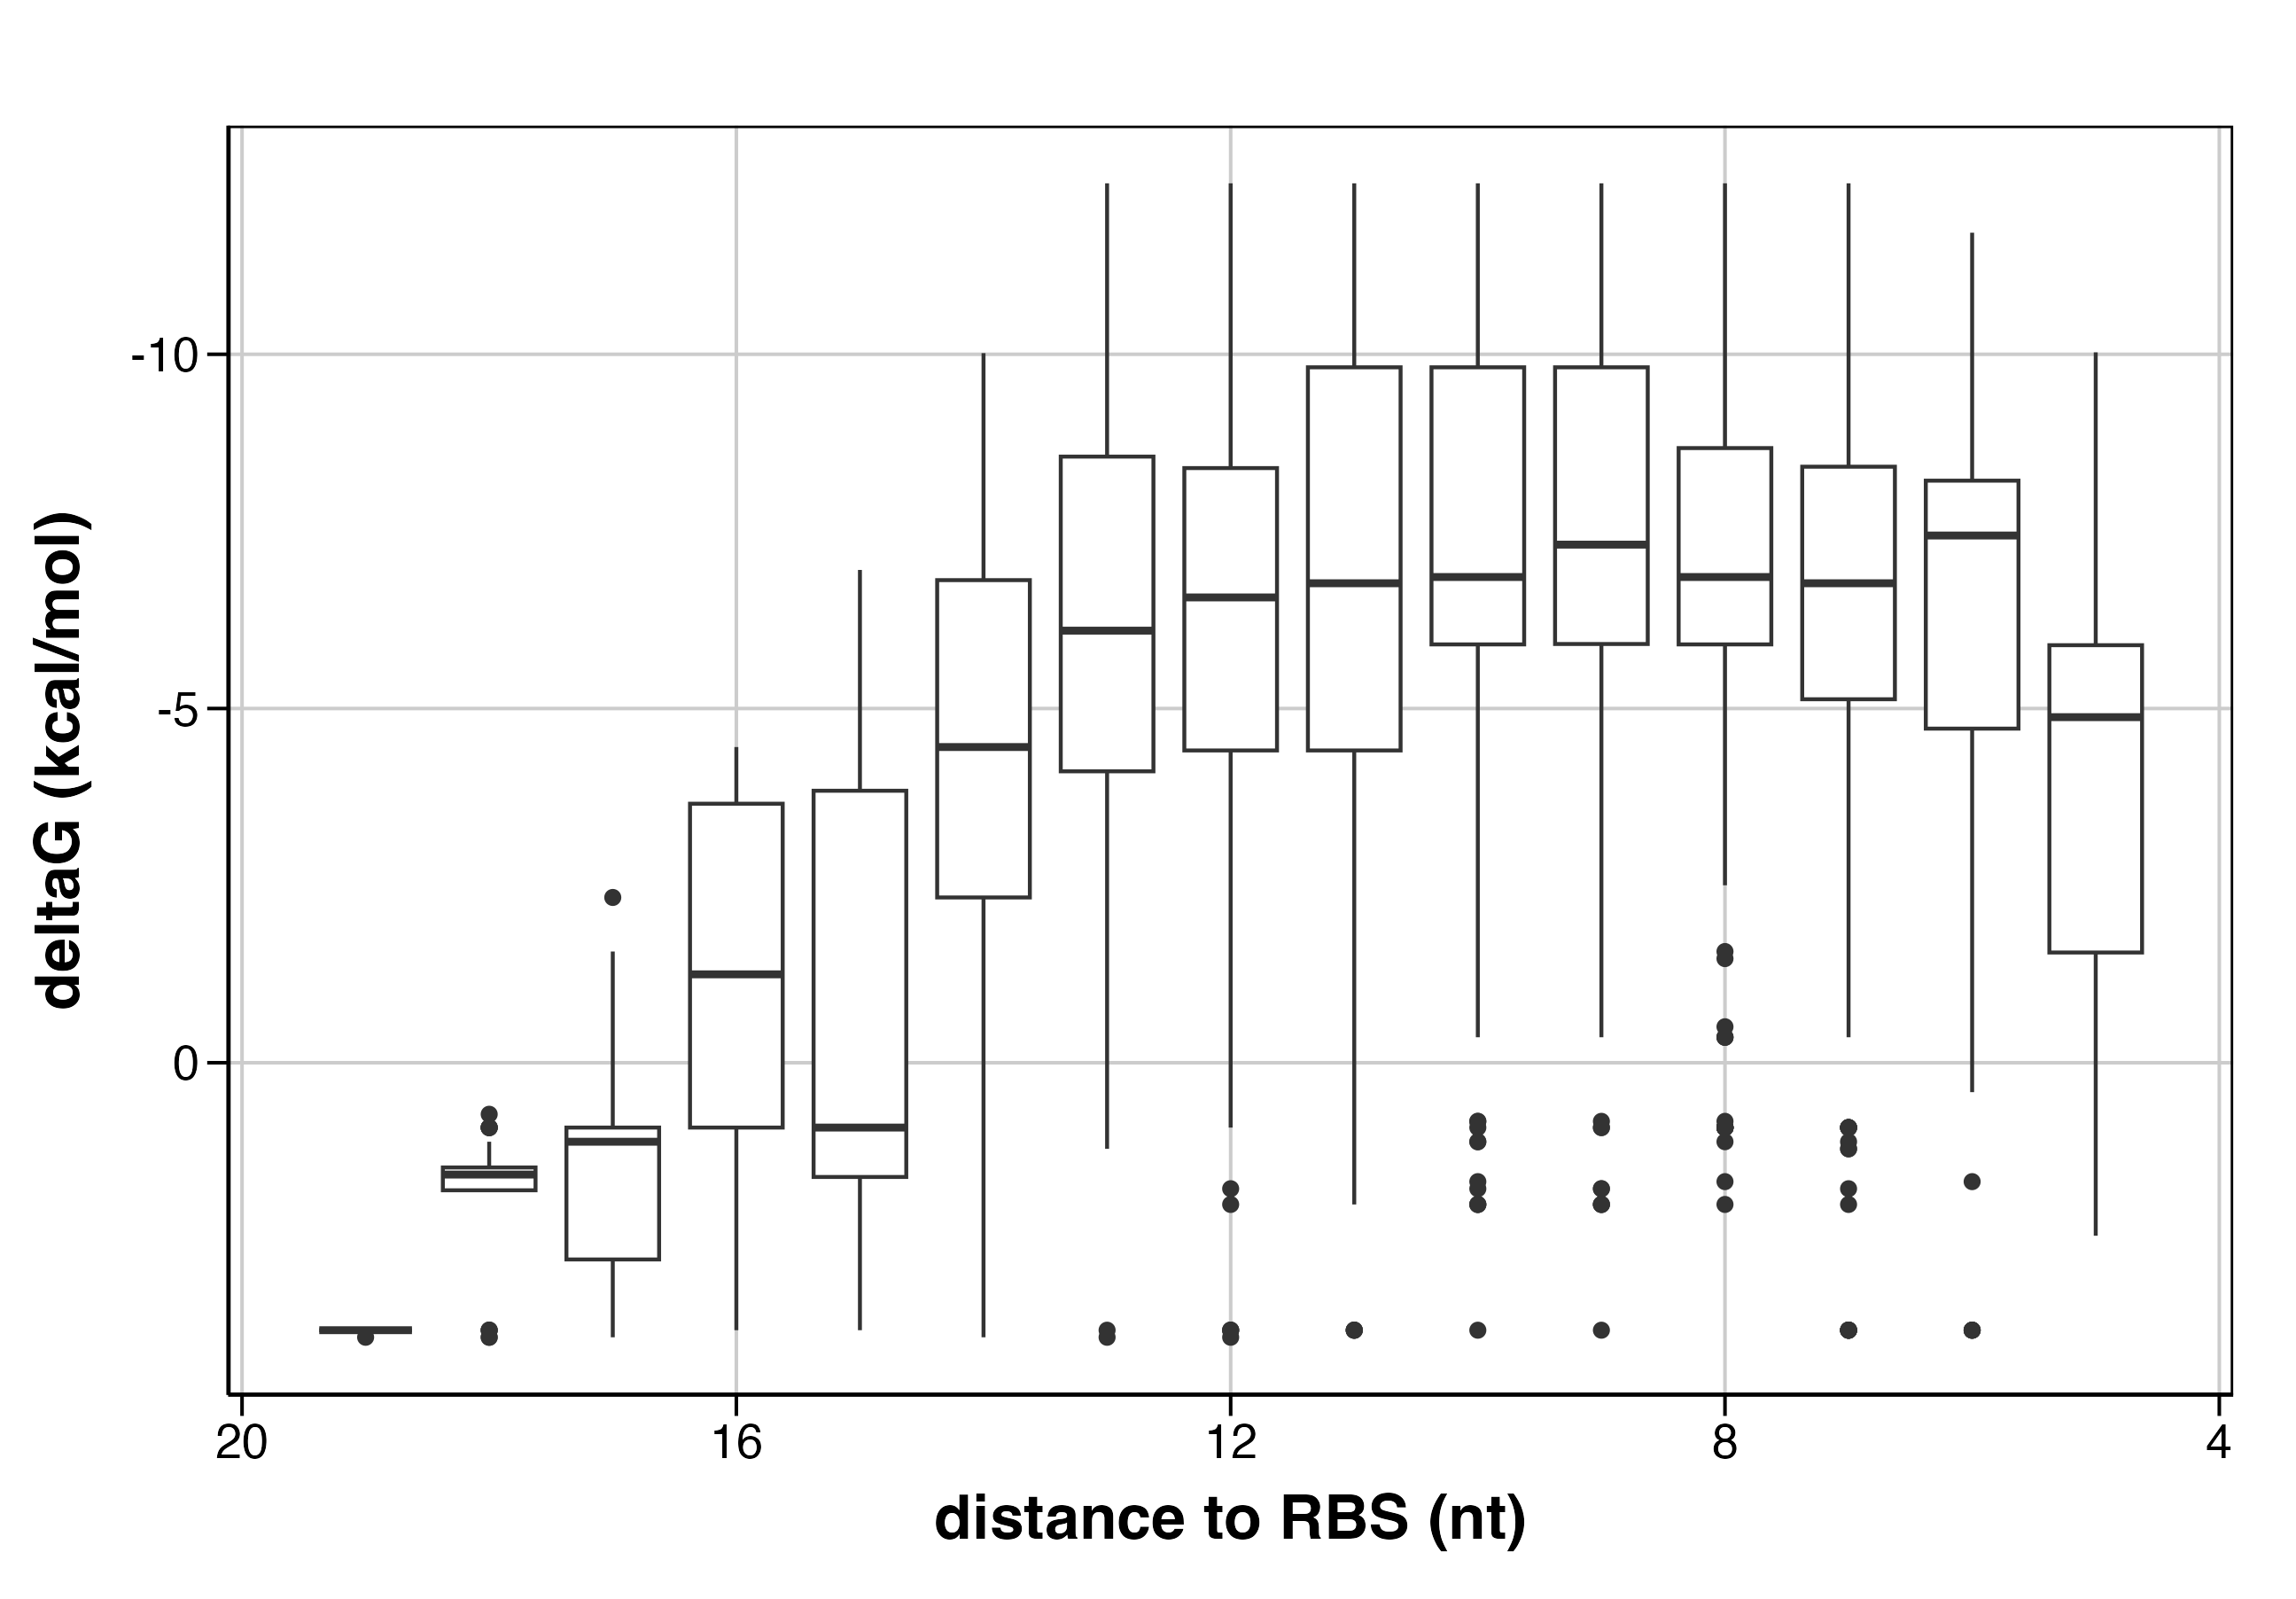 deltaG (kcal/mol)
-10
-5
0
20 16 12 8 4
distance to RBS (nt)